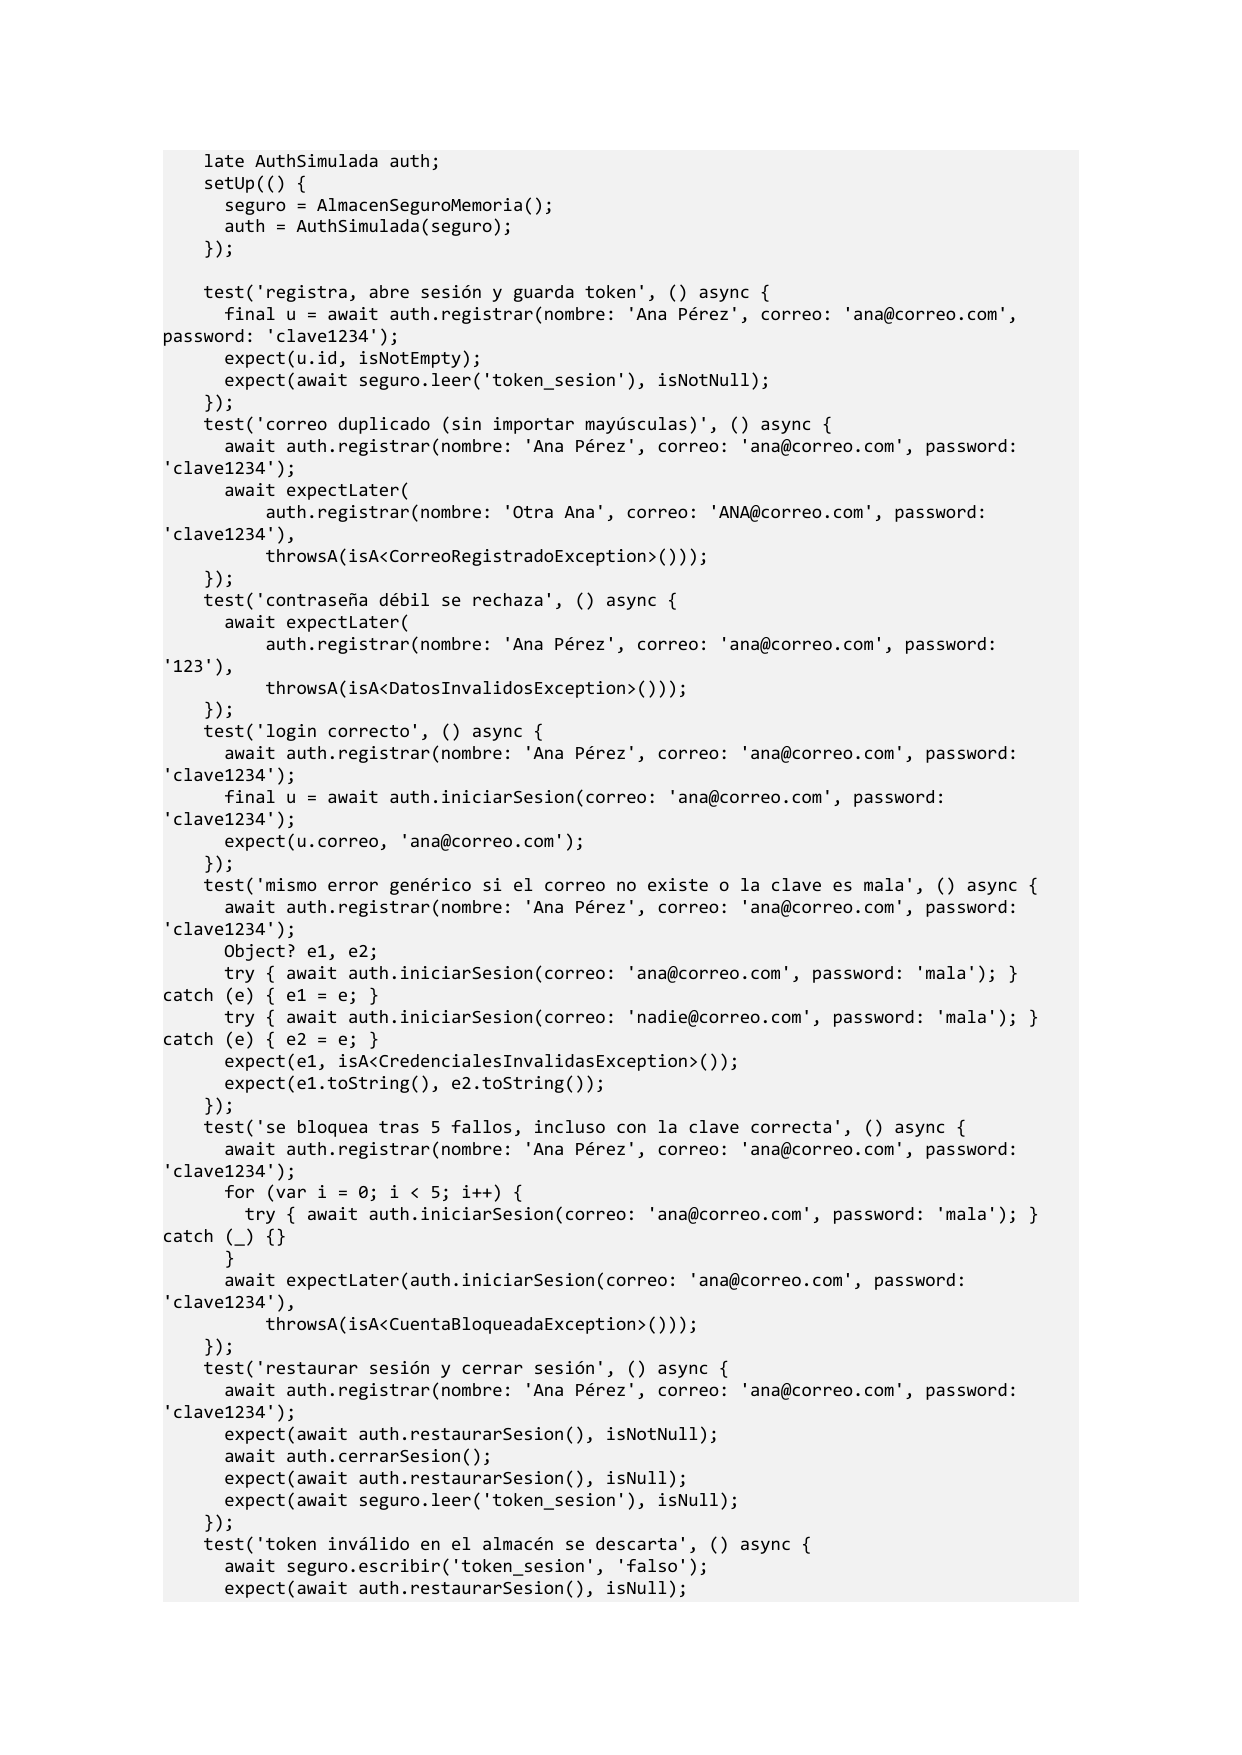 late AuthSimulada auth;
setUp(() {
seguro = AlmacenSeguroMemoria();
auth = AuthSimulada(seguro);
});
test('registra, abre sesión y guarda token', () async {
final u = await auth.registrar(nombre: 'Ana Pérez', correo: 'ana@correo.com',
password: 'clave1234');
expect(u.id, isNotEmpty);
expect(await seguro.leer('token_sesion'), isNotNull);
});
test('correo duplicado (sin importar mayúsculas)', () async {
await auth.registrar(nombre: 'Ana Pérez', correo: 'ana@correo.com', password:
'clave1234');
await expectLater(
auth.registrar(nombre: 'Otra Ana', correo: 'ANA@correo.com', password:
'clave1234'),
throwsA(isA<CorreoRegistradoException>()));
});
test('contraseña débil se rechaza', () async {
await expectLater(
auth.registrar(nombre: 'Ana Pérez', correo: 'ana@correo.com', password:
'123'),
throwsA(isA<DatosInvalidosException>()));
});
test('login correcto', () async {
await auth.registrar(nombre: 'Ana Pérez', correo: 'ana@correo.com', password:
'clave1234');
final u = await auth.iniciarSesion(correo: 'ana@correo.com', password:
'clave1234');
expect(u.correo, 'ana@correo.com');
});
test('mismo error genérico si el correo no existe o la clave es mala', () async {
await auth.registrar(nombre: 'Ana Pérez', correo: 'ana@correo.com', password:
'clave1234');
Object? e1, e2;
try { await auth.iniciarSesion(correo: 'ana@correo.com', password: 'mala'); }
catch (e) { e1 = e; }
try { await auth.iniciarSesion(correo: 'nadie@correo.com', password: 'mala'); }
catch (e) { e2 = e; }
expect(e1, isA<CredencialesInvalidasException>());
expect(e1.toString(), e2.toString());
});
test('se bloquea tras 5 fallos, incluso con la clave correcta', () async {
await auth.registrar(nombre: 'Ana Pérez', correo: 'ana@correo.com', password:
'clave1234');
for (var i = 0; i < 5; i++) {
try { await auth.iniciarSesion(correo: 'ana@correo.com', password: 'mala'); }
catch (_) {}
}
await expectLater(auth.iniciarSesion(correo: 'ana@correo.com', password:
'clave1234'),
throwsA(isA<CuentaBloqueadaException>()));
});
test('restaurar sesión y cerrar sesión', () async {
await auth.registrar(nombre: 'Ana Pérez', correo: 'ana@correo.com', password:
'clave1234');
expect(await auth.restaurarSesion(), isNotNull);
await auth.cerrarSesion();
expect(await auth.restaurarSesion(), isNull);
expect(await seguro.leer('token_sesion'), isNull);
});
test('token inválido en el almacén se descarta', () async {
await seguro.escribir('token_sesion', 'falso');
expect(await auth.restaurarSesion(), isNull);